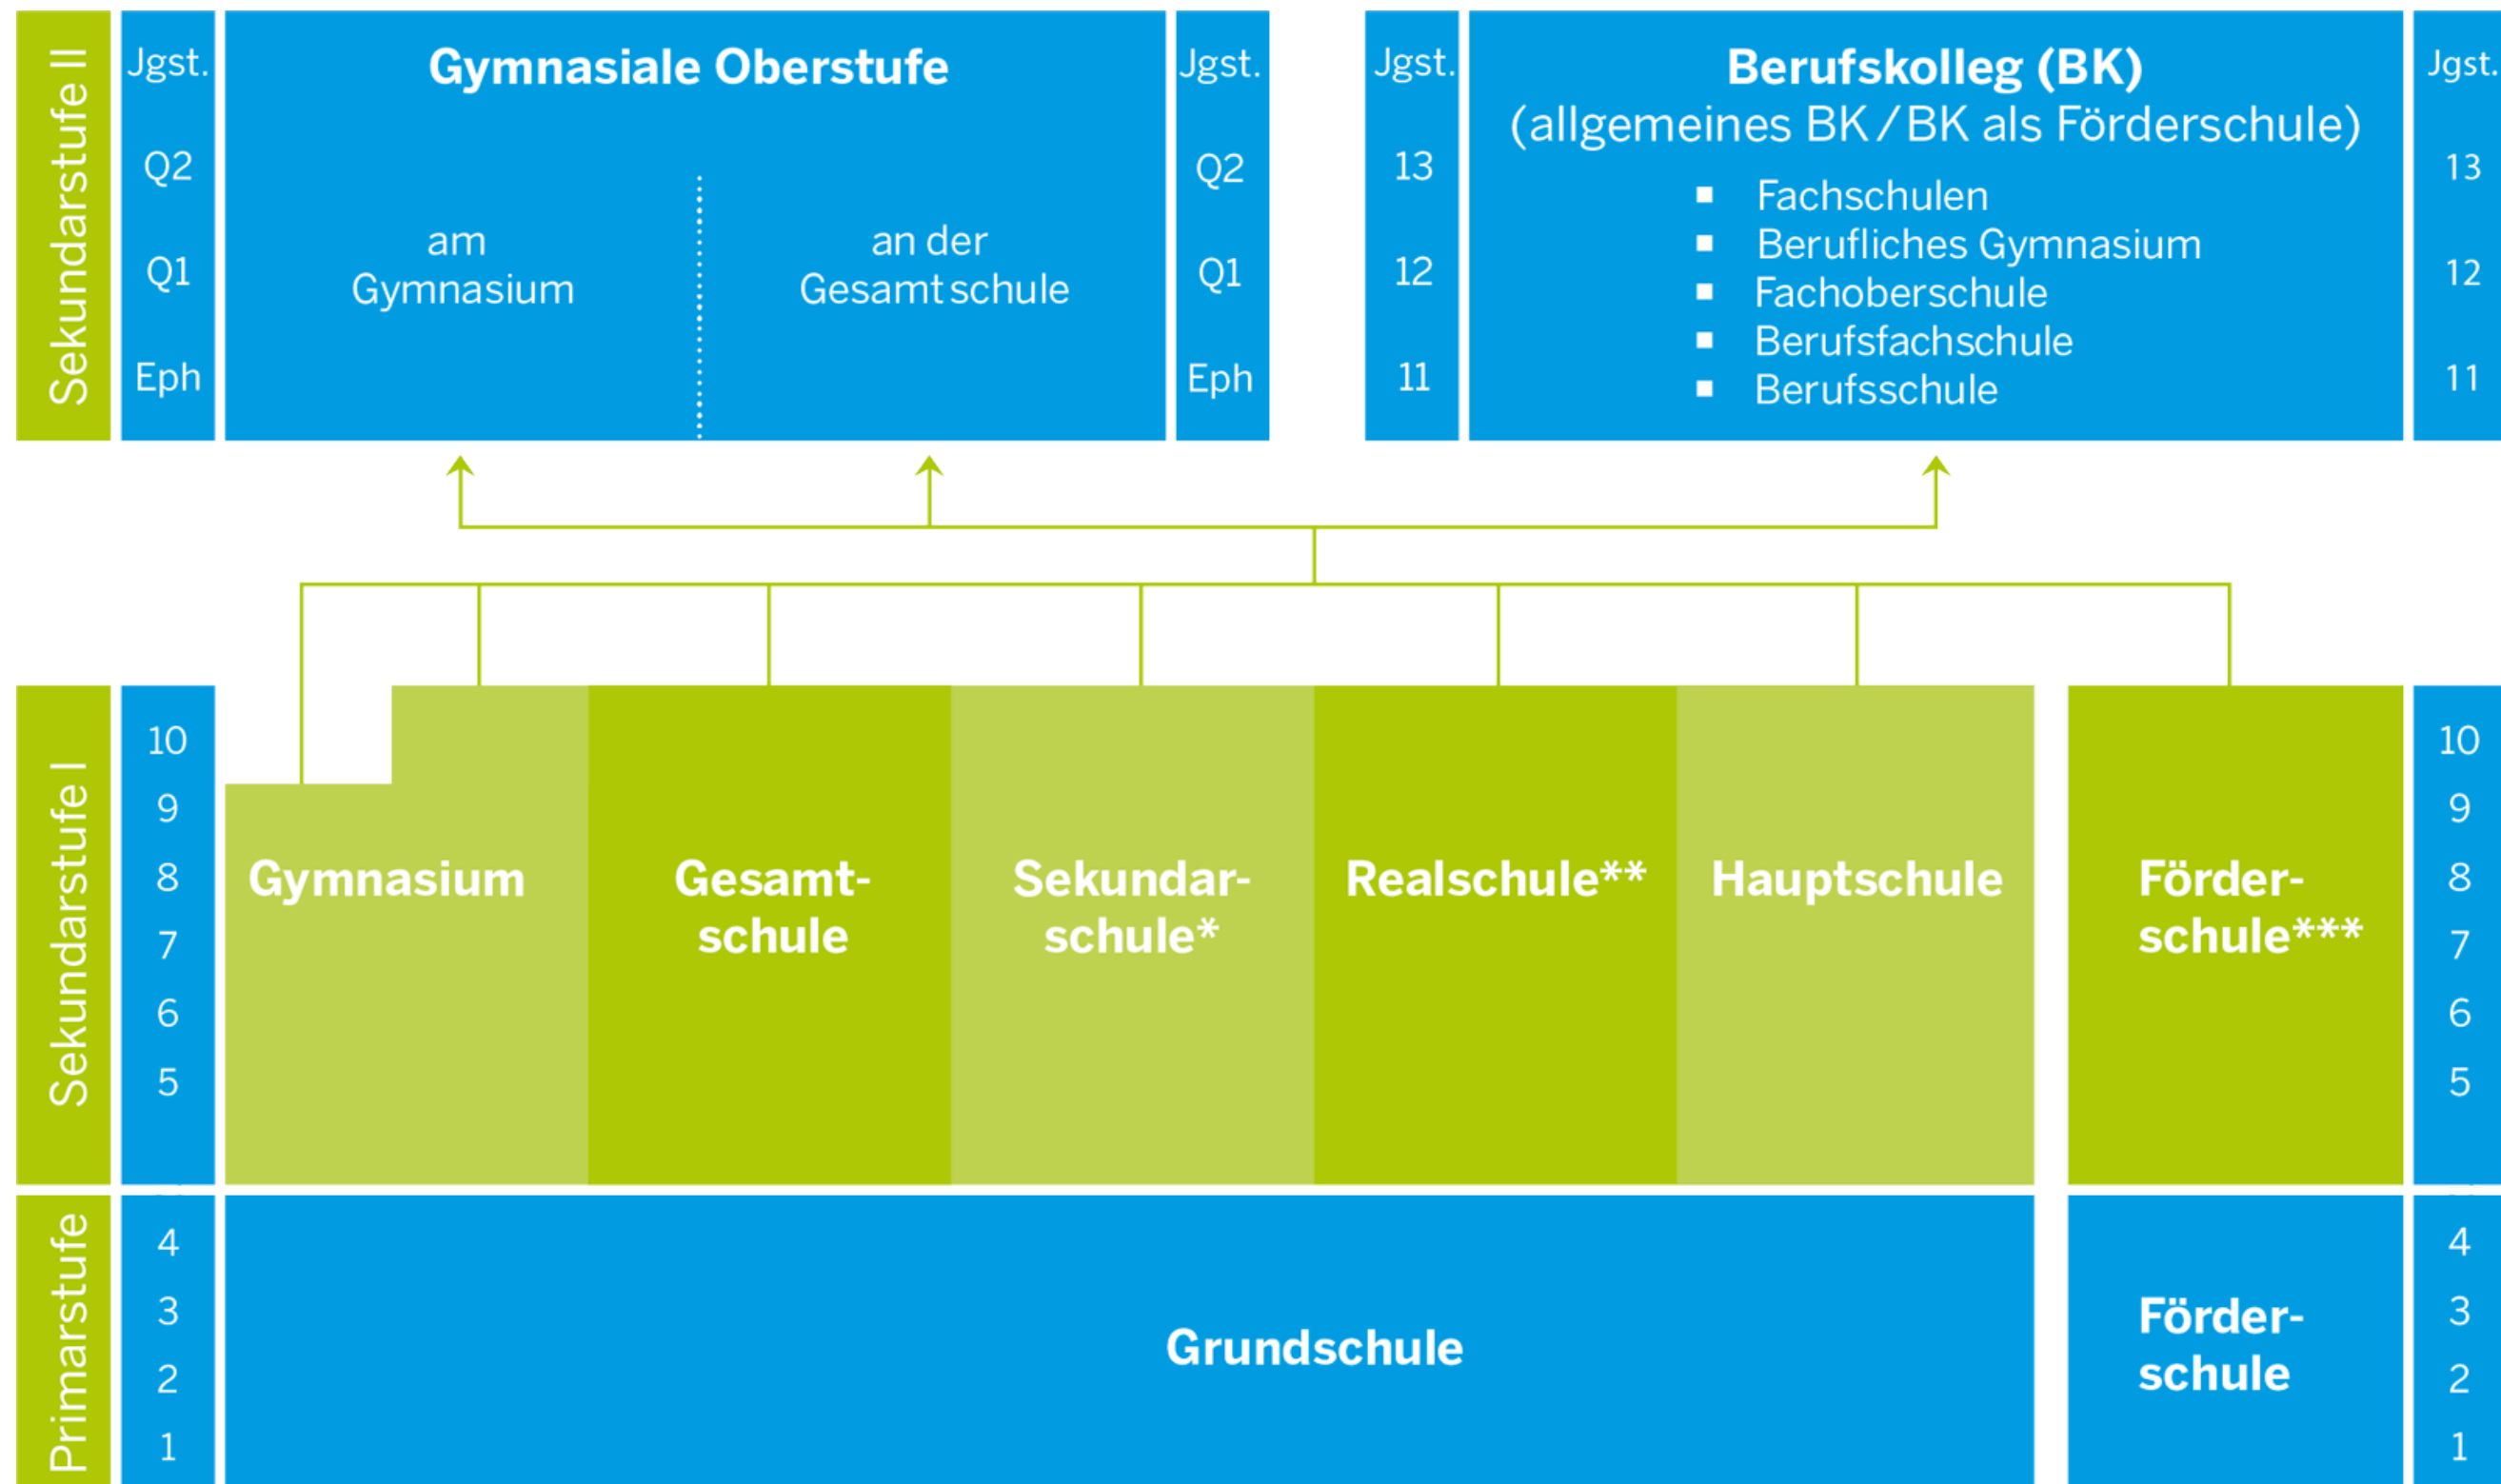 Sekundarstufe II
Jgst.
Q2
Q1
Eph
Gymnasiale Oberstufe
am
Gymnasium
an der
Gesamtschule
Jgst.
Q2
Q1
Eph
Jgst.
13
12
11
Berufskolleg (BK)
(allgemeines BK/BK als Förderschule)
▪ Fachschulen
▪ Berufliches Gymnasium
▪ Fachoberschule
▪ Berufsfachschule
▪ Berufsschule
Jgst.
13
12
11
Sekundarstufe I
10
9
8
7
6
5
Gymnasium
Gesamt-
schule
Sekundar-
schule*
Realschule**
Hauptschule
Förder-
schule***
10
9
8
7
6
5
Primarstufe
4
3
2
1
Grundschule
Förder-
schule
4
3
2
1